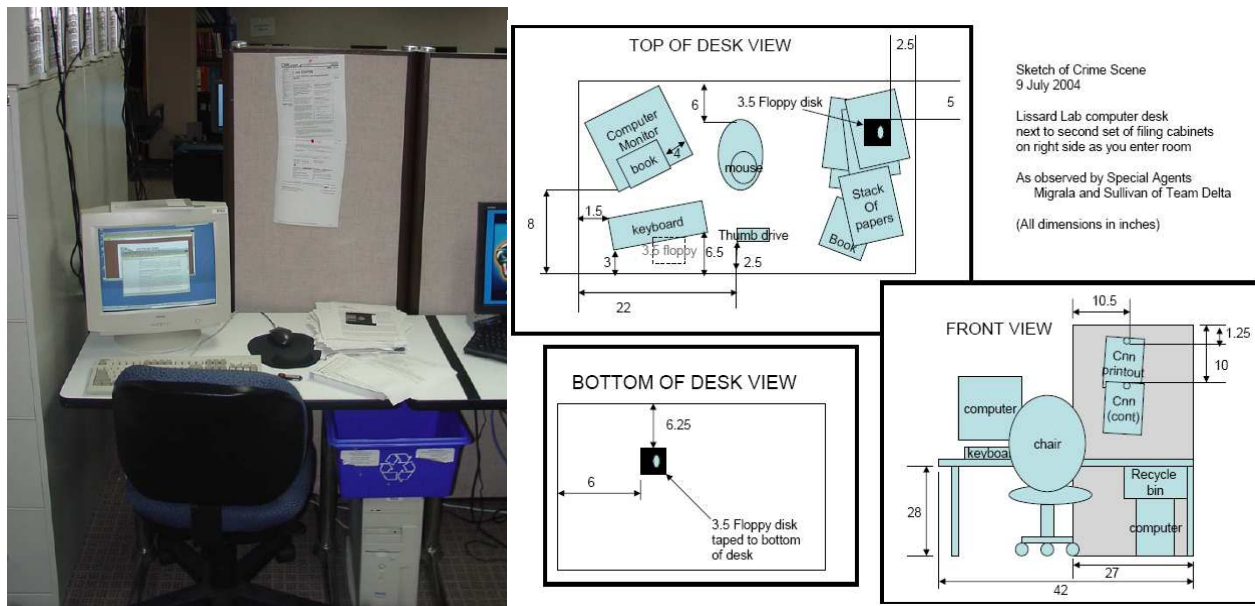 TOP OF DESK VIEW
2.5
6
3.5 Floppy disk
5
Computer
Monitor
book
4
mouse
Stack
Of
papers
Book
8
1.5
keyboard
Thumb drive
3.5 floppy
3
6.5
2.5
22
Sketch of Crime Scene
9 July 2004
Lissard Lab computer desk
next to second set of filing cabinets
on right side as you enter room
As observed by Special Agents
Migrala and Sullivan of Team Delta
(All dimensions in inches)
BOTTOM OF DESK VIEW
6.25
6
3.5 Floppy disk
taped to bottom
of desk
FRONT VIEW
10.5
1.25
Cnn
printout
10
Cnn
(cont)
computer
chair
keyboar
Recycle
bin
28
computer
27
42